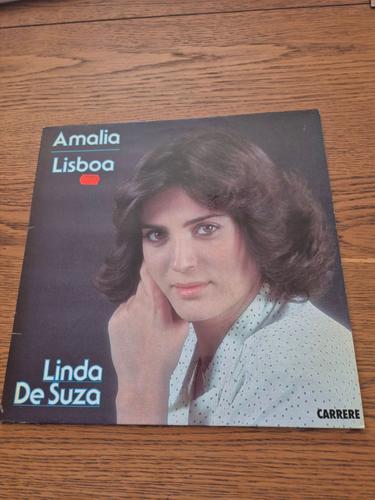 Amalia
Lisboa
Linda
De Suza
CARRERE